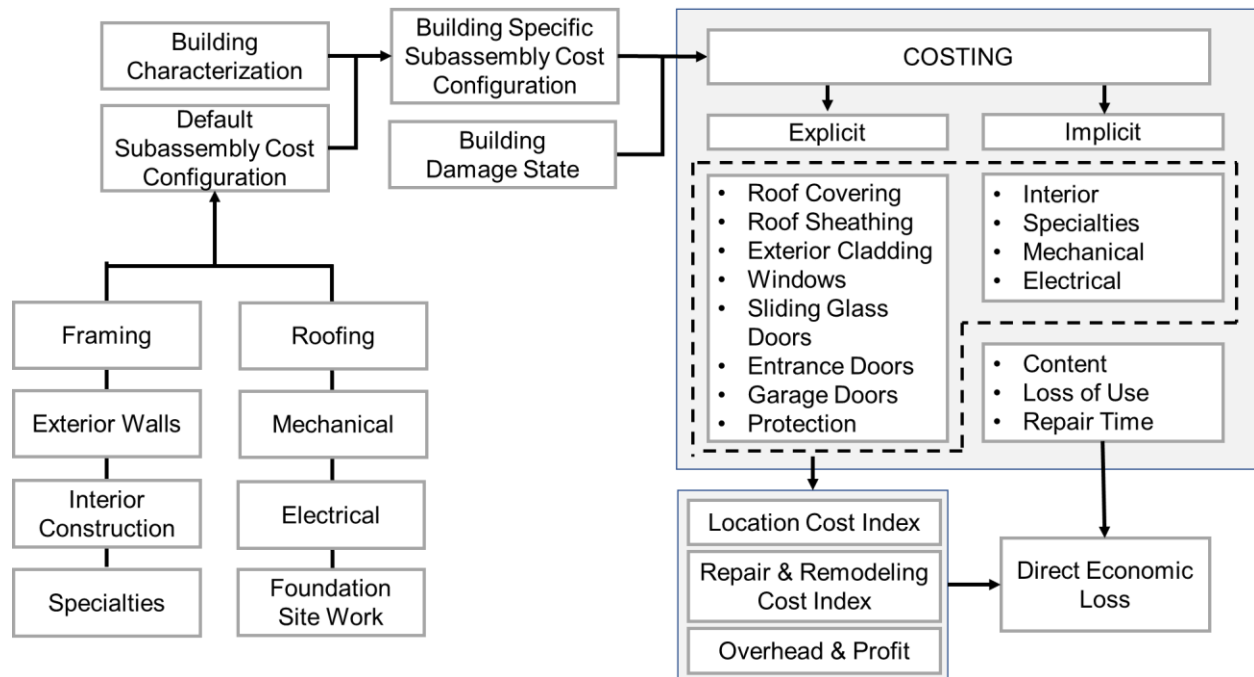 Building
Characterization
Default
Subassembly Cost
Configuration
Building Specific
Subassembly Cost
Configuration
Building
Damage State
Framing
Exterior Walls
Interior
Construction
Specialties
Roofing
Mechanical
Electrical
Foundation
Site Work
COSTING
Explicit
Implicit
• Roof Covering
• Roof Sheathing
• Exterior Cladding
• Windows
• Sliding Glass
Doors
• Entrance Doors
• Garage Doors
• Protection
• Interior
• Specialties
• Mechanical
• Electrical
• Content
• Loss of Use
• Repair Time
Location Cost Index
Repair & Remodeling
Cost Index
Overhead & Profit
Direct Economic
Loss